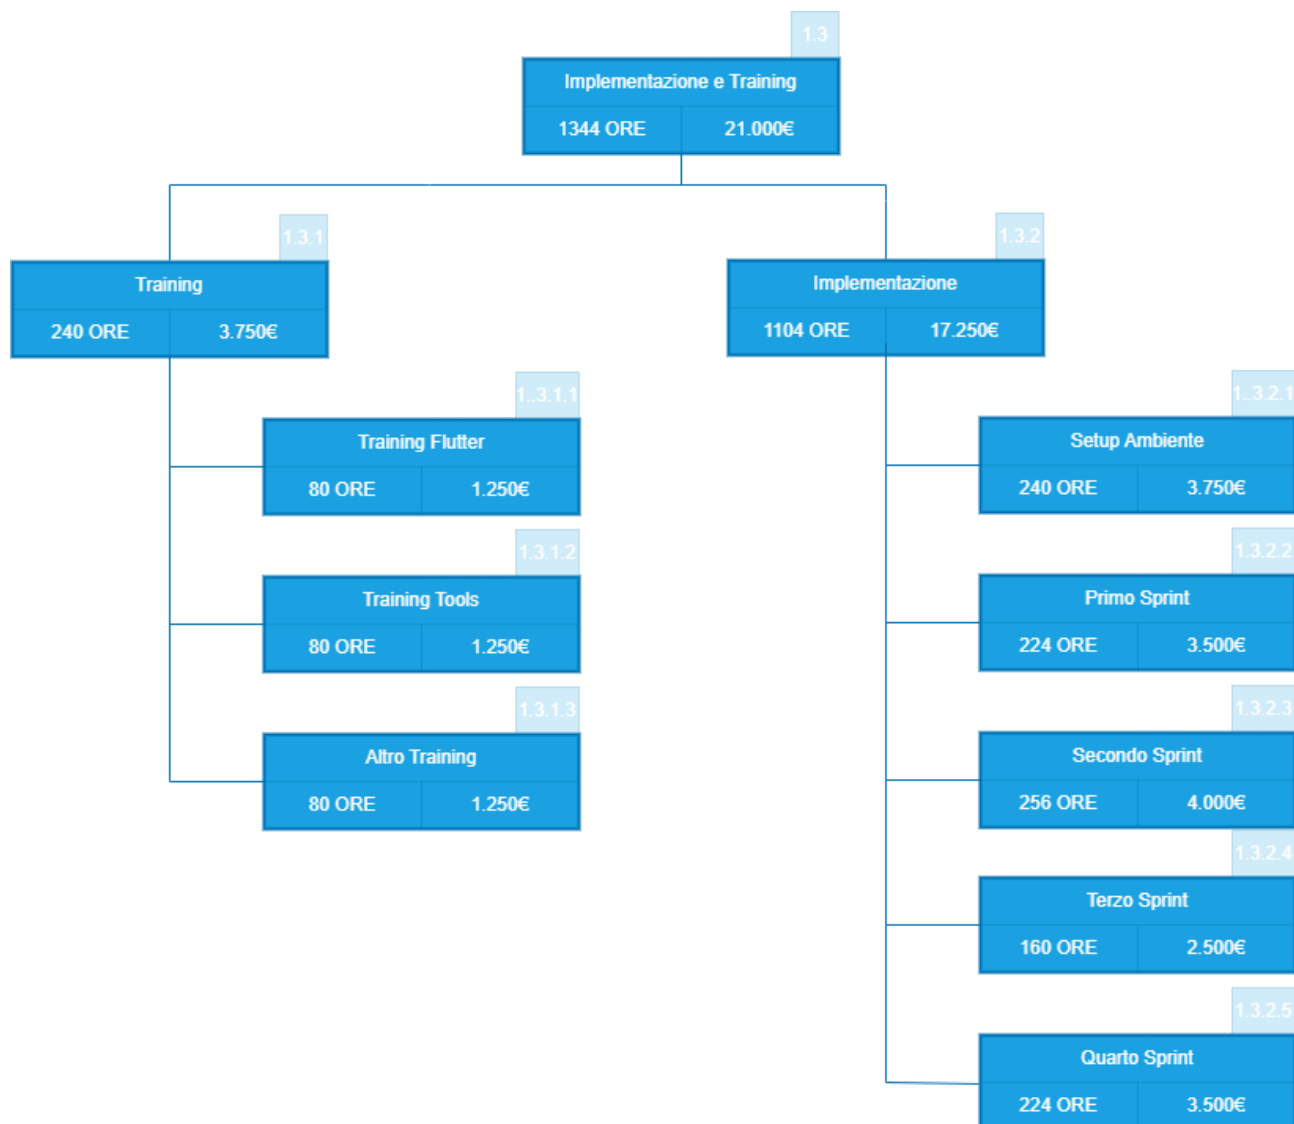 1.3
Implementazione e Training
1344 ORE 21.000€
1.3.1
Training
240 ORE 3.750€
1..3.1.1
Training Flutter
80 ORE 1.250€
1.3.1.2
Training Tools
80 ORE 1.250€
1.3.1.3
Altro Training
80 ORE 1.250€
1.3.2
Implementazione
1104 ORE 17.250€
1..3.2.1
Setup Ambiente
240 ORE 3.750€
1.3.2.2
Primo Sprint
224 ORE 3.500€
1.3.2.3
Secondo Sprint
256 ORE 4.000€
1.3.2.4
Terzo Sprint
160 ORE 2.500€
1.3.2.5
Quarto Sprint
224 ORE 3.500€